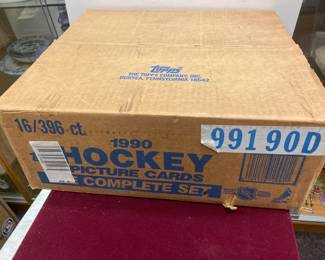 Topps
THE TOPPS COMPANY, INC.
DURYEA, PENNSYLVANIA 18642
16/396 ct.
99190D
1990
HOCKEY
PICTURE CARDS
COMPLETE SET